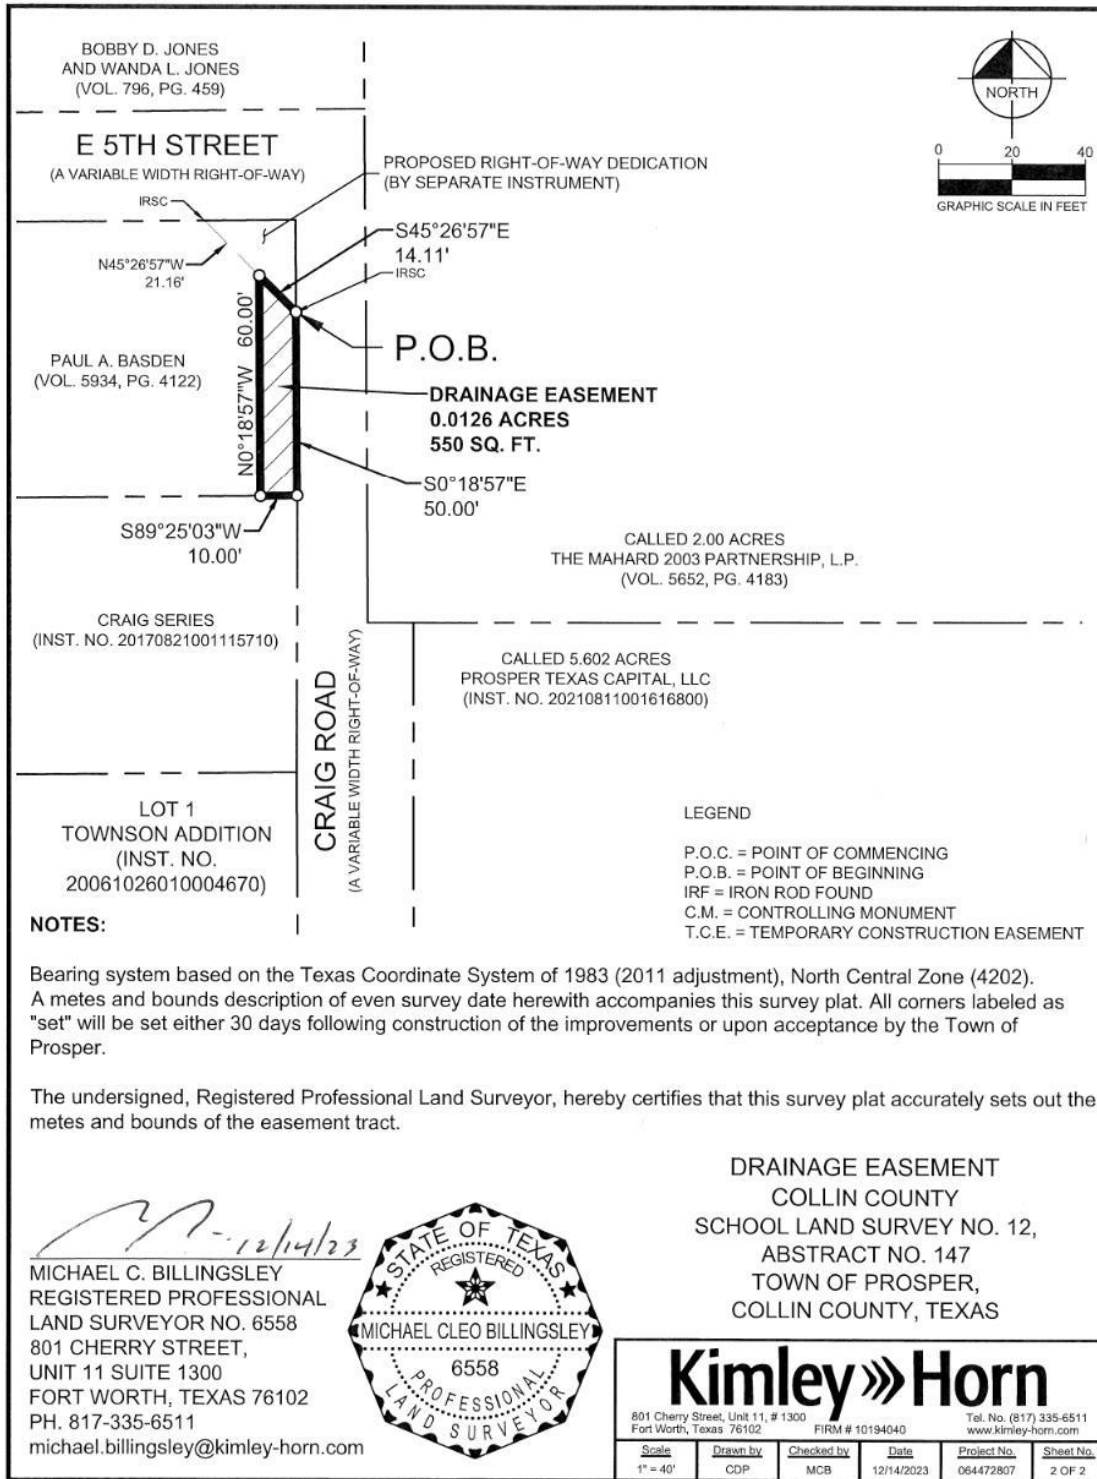 BOBBY D. JONES
AND WANDA L. JONES
(VOL. 796, PG. 459)
NORTH
E 5TH STREET
(A VARIABLE WIDTH RIGHT-OF-WAY)
PROPOSED RIGHT-OF-WAY DEDICATION
(BY SEPARATE INSTRUMENT)
0 20 40
GRAPHIC SCALE IN FEET
IRSC
S45°26'57"E
14.11'
IRSC
N45°26'57"W
21.16'
N0°18'57"W 60.00'
P.O.B.
PAUL A. BASDEN
(VOL. 5934, PG. 4122)
DRAINAGE EASEMENT
0.0126 ACRES
550 SQ. FT.
S0°18'57"E
50.00'
S89°25'03"W
10.00'
CALLED 2.00 ACRES
THE MAHARD 2003 PARTNERSHIP, L.P.
(VOL. 5652, PG. 4183)
CRAIG SERIES
(INST. NO. 20170821001115710)
CALLED 5.602 ACRES
PROSPER TEXAS CAPITAL, LLC
(INST. NO. 20210811001616800)
CRAIG ROAD
(A VARIABLE WIDTH RIGHT-OF-WAY)
LOT 1
TOWNSON ADDITION
(INST. NO.
20061026010004670)
LEGEND
P.O.C. = POINT OF COMMENCING
P.O.B. = POINT OF BEGINNING
IRF = IRON ROD FOUND
C.M. = CONTROLLING MONUMENT
T.C.E. = TEMPORARY CONSTRUCTION EASEMENT
NOTES:
Bearing system based on the Texas Coordinate System of 1983 (2011 adjustment), North Central Zone (4202).
A metes and bounds description of even survey date herewith accompanies this survey plat. All corners labeled as
"set" will be set either 30 days following construction of the improvements or upon acceptance by the Town of
Prosper.
The undersigned, Registered Professional Land Surveyor, hereby certifies that this survey plat accurately sets out the
metes and bounds of the easement tract.
12/14/23
MICHAEL C. BILLINGSLEY
REGISTERED PROFESSIONAL
LAND SURVEYOR NO. 6558
801 CHERRY STREET,
UNIT 11 SUITE 1300
FORT WORTH, TEXAS 76102
PH. 817-335-6511
michael.billingsley@kimley-horn.com
STATE OF TEXAS
REGISTERED
MICHAEL CLEO BILLINGSLEY
6558
PROFESSIONAL
LAND SURVEYOR
DRAINAGE EASEMENT
COLLIN COUNTY
SCHOOL LAND SURVEY NO. 12,
ABSTRACT NO. 147
TOWN OF PROSPER,
COLLIN COUNTY, TEXAS
Kimley»Horn
801 Cherry Street, Unit 11, # 1300
Fort Worth, Texas 76102
FIRM # 10194040
Tel. No. (817) 335-6511
www.kimley-horn.com
Scale Drawn by Checked by Date Project No. Sheet No.
1" = 40' CDP MCB 12/14/2023 064472807 2 OF 2